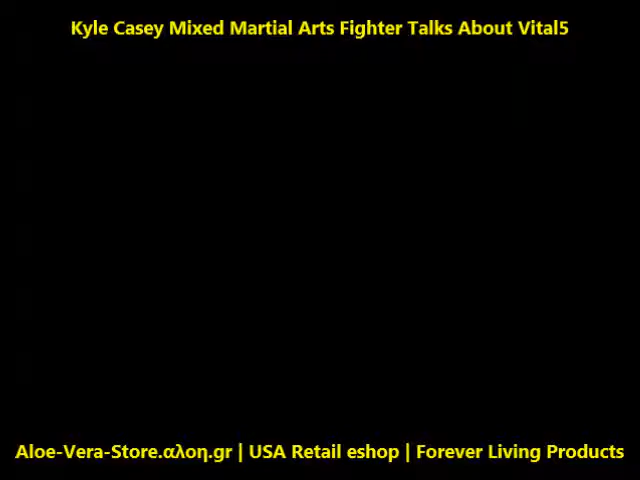 Kyle Casey Mixed Martial Arts Fighter Talks About Vital5
Aloe-Vera-Store.αλοη.gr | USA Retail eshop | Forever Living Products